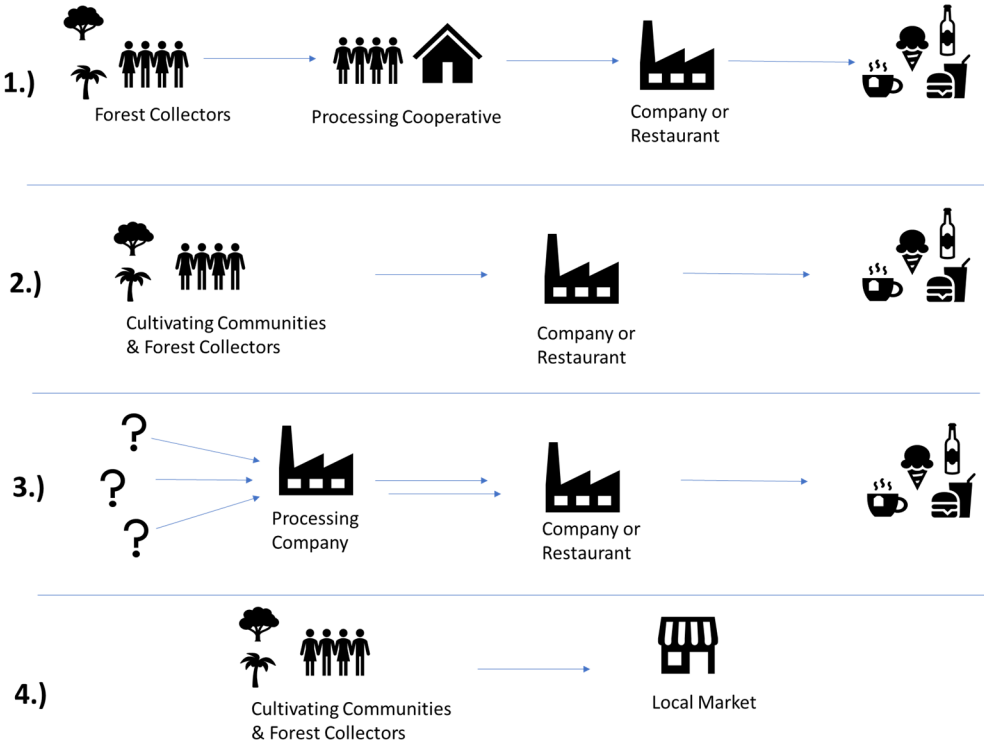 1.)
Forest Collectors
Processing Cooperative
Company or
Restaurant
2.)
Cultivating Communities
& Forest Collectors
Company or
Restaurant
3.)
?
?
?
Processing
Company
Company or
Restaurant
4.)
Cultivating Communities
& Forest Collectors
Local Market